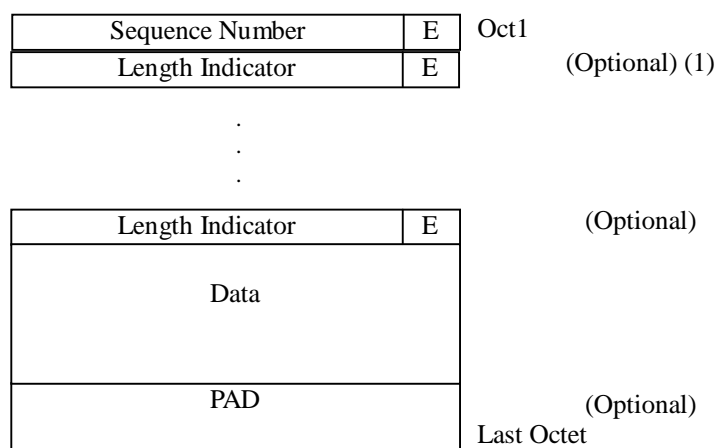 Sequence Number E Oct1
Length Indicator E (Optional) (1)
.
.
.
Length Indicator E (Optional)
Data
PAD (Optional)
Last Octet